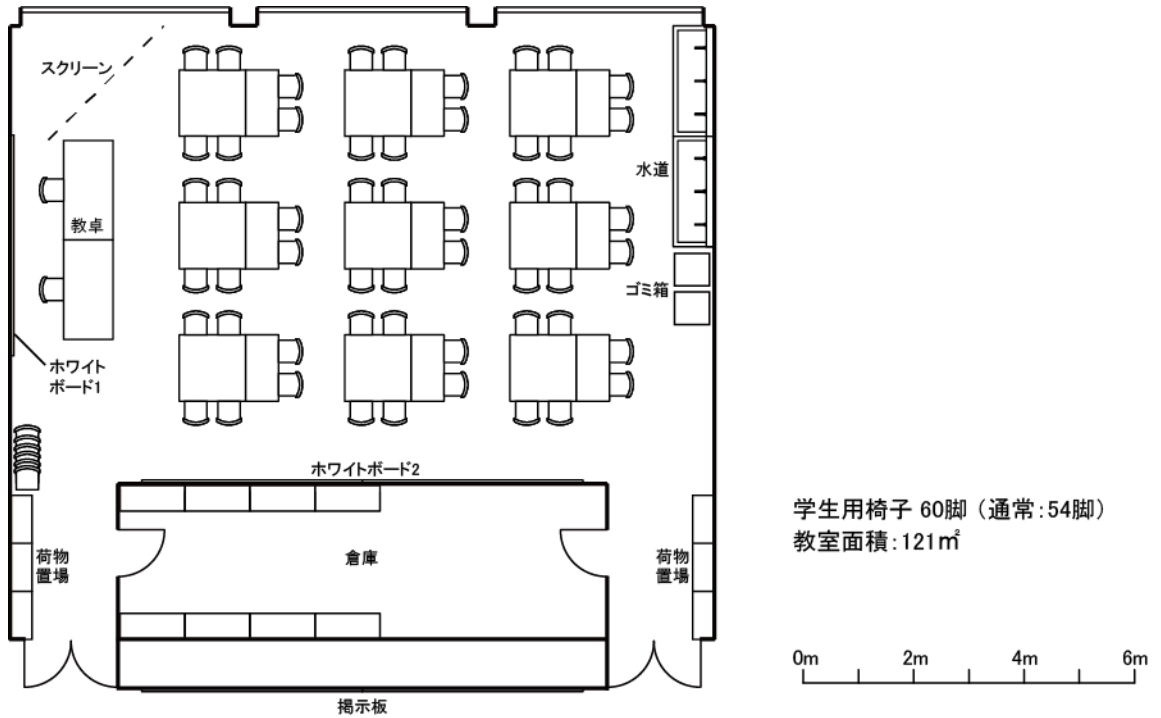 スクリーン
教卓
水道
ゴミ箱
ホワイト
ボード1
ホワイトボード2
荷物
置場
倉庫
荷物
置場
掲示板
学生用椅子 60脚（通常：54脚）
教室面積：121㎡
0m 2m 4m 6m